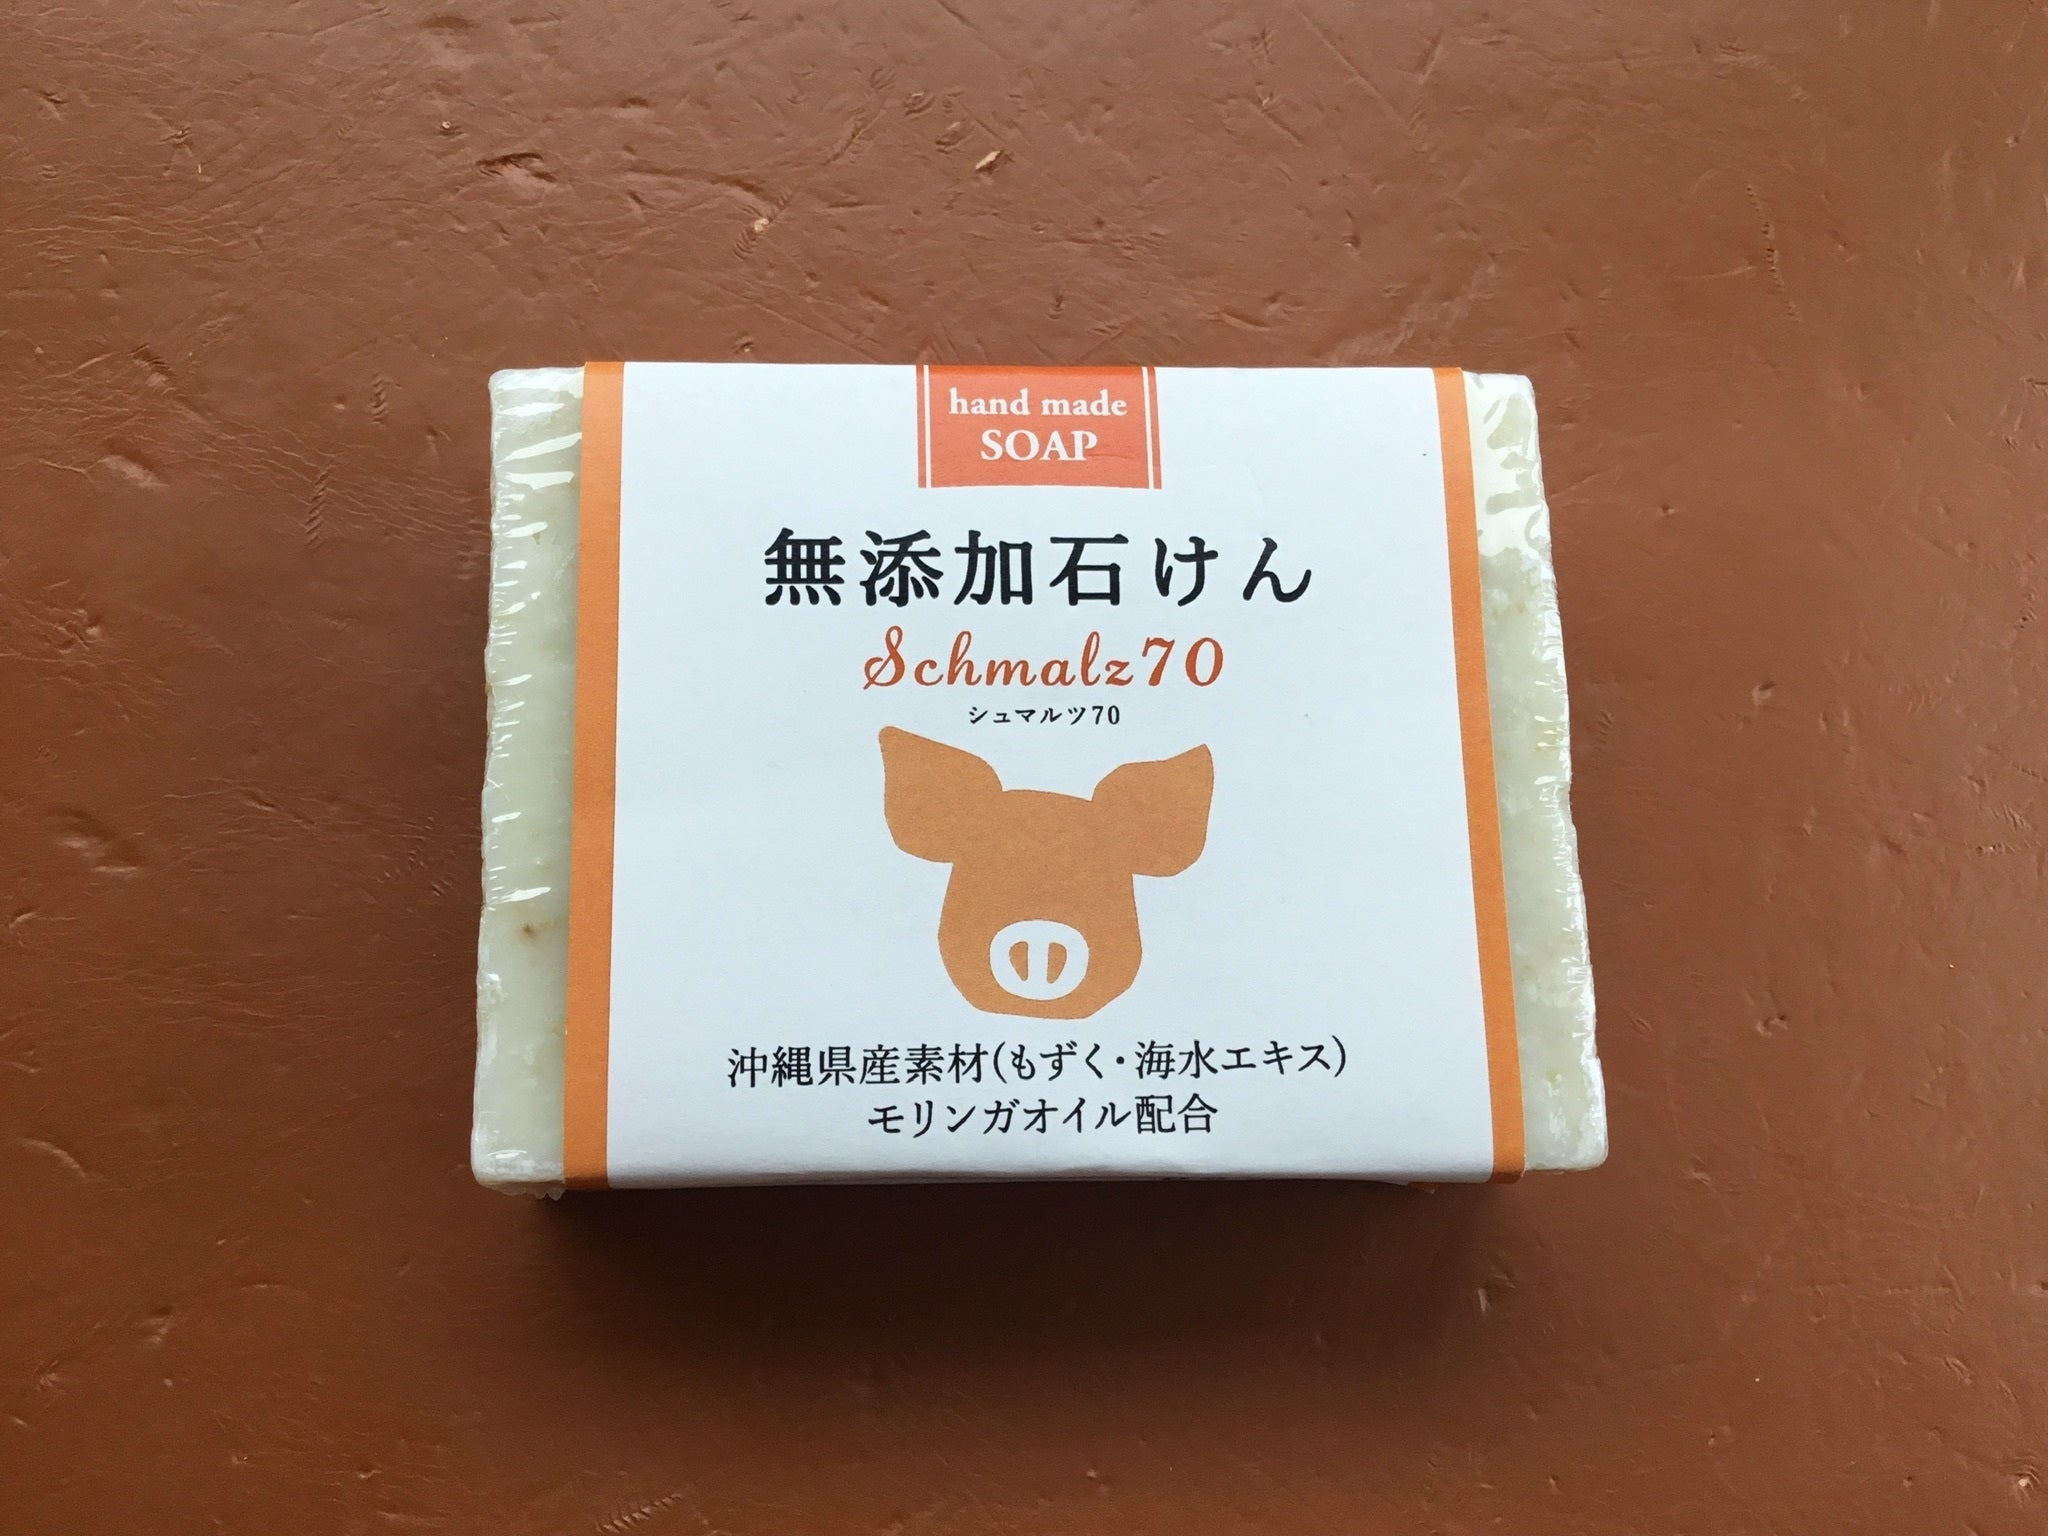 hand made
SOAP
無添加石けん
Schmalz70
シュマルツ70
沖縄県産素材(もずく・海水エキス)
モリンガオイル配合